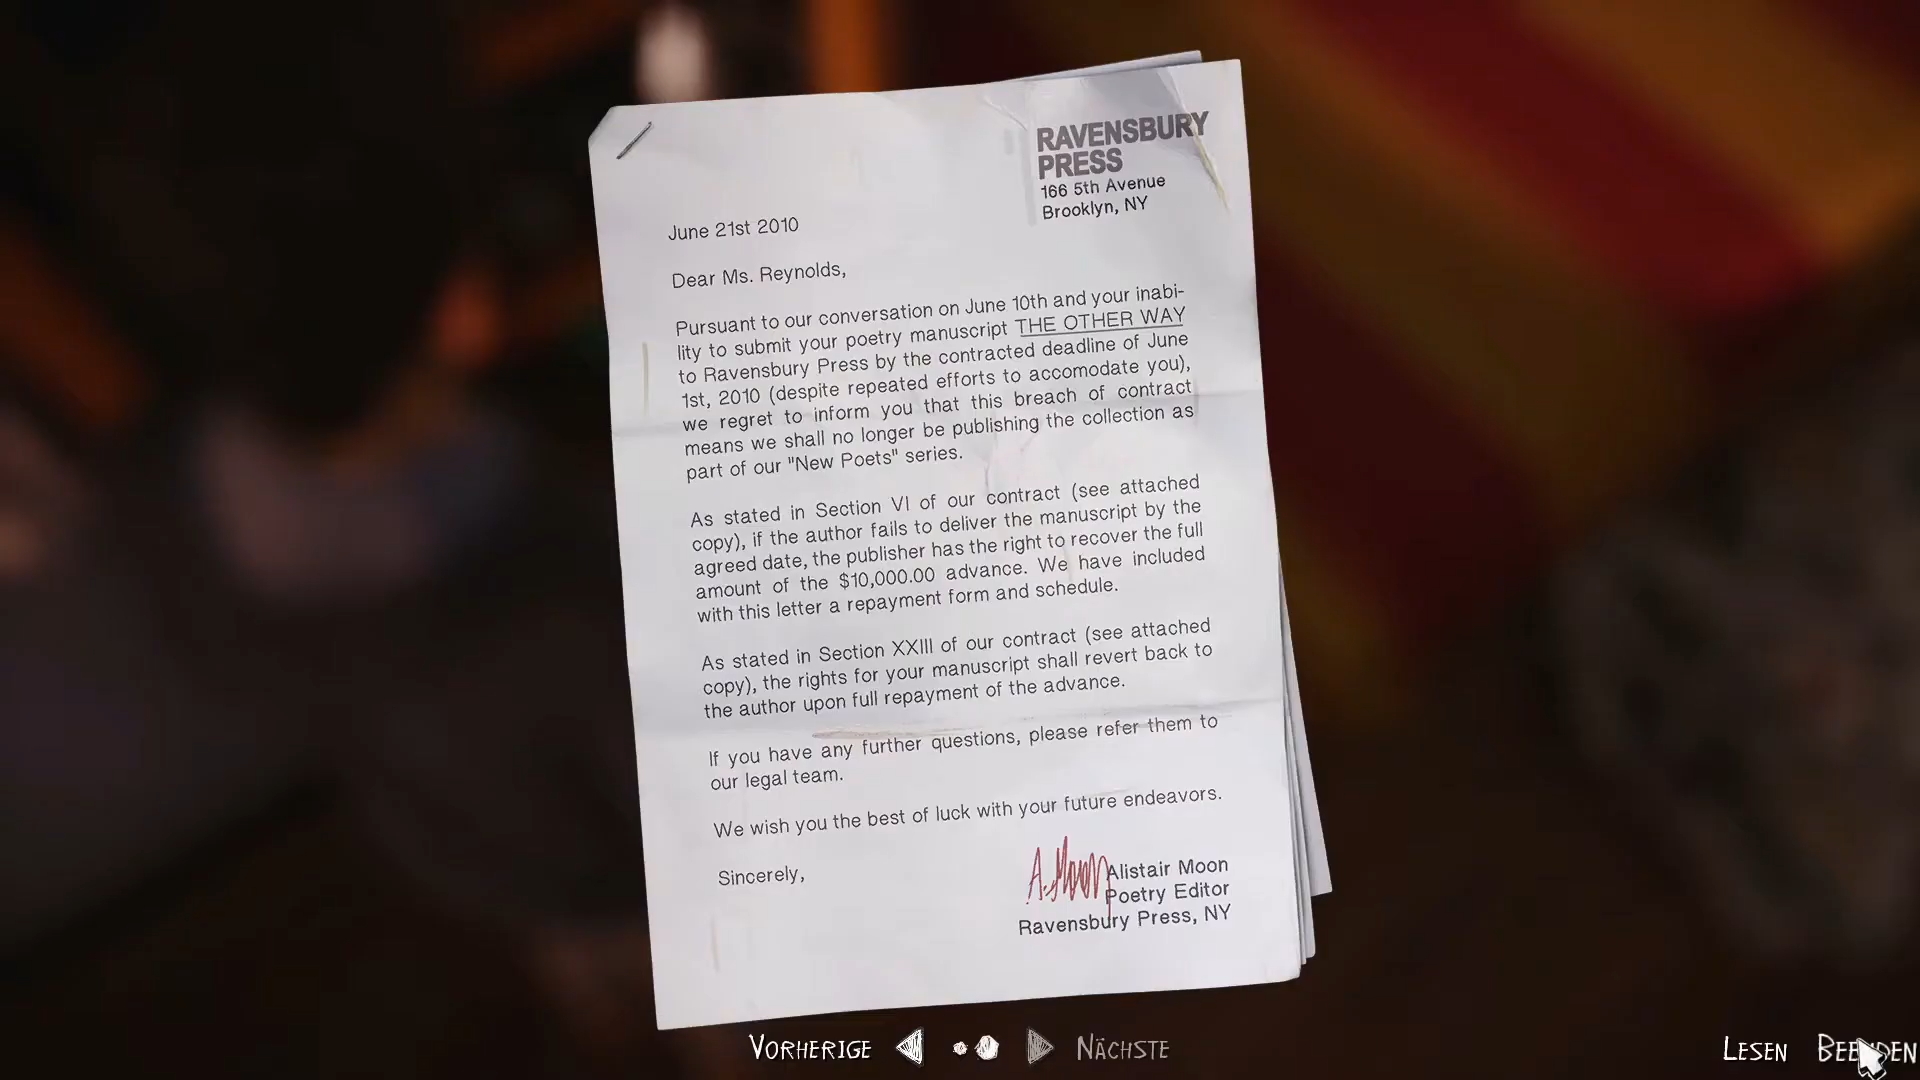 RAVENSBURY
PRESS
166 5th Avenue
Brooklyn, NY
June 21st 2010
Dear Ms. Reynolds,
Pursuant to our conversation on June 10th and your inabi-
lity to submit your poetry manuscript THE OTHER WAY
to Ravensbury Press by the contracted deadline of June
1st, 2010 (despite repeated efforts to accomodate you),
we regret to inform you that this breach of contract
means we shall no longer be publishing the collection as
part of our "New Poets" series.
As stated in Section VI of our contract (see attached
copy), if the author fails to deliver the manuscript by the
agreed date, the publisher has the right to recover the full
amount of the $10,000.00 advance. We have included
with this letter a repayment form and schedule.
As stated in Section XXIII of our contract (see attached
copy), the rights for your manuscript shall revert back to
the author upon full repayment of the advance.
If you have any further questions, please refer them to
our legal team.
We wish you the best of luck with your future endeavors.
Sincerely,
A. Moon
Alistair Moon
Poetry Editor
Ravensbury Press, NY
VORHERIGE
NÄCHSTE
LESEN
BEENDEN